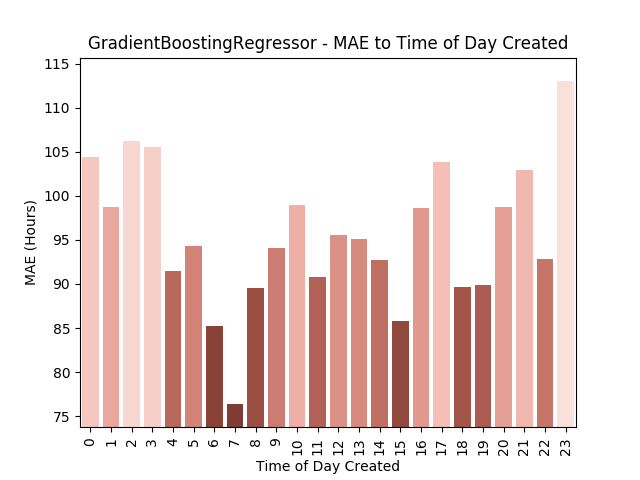 GradientBoostingRegressor - MAE to Time of Day Created
115
110
105
100
95
90
85
80
75
MAE (Hours)
0 1 2 3 4 5 6 7 8 9 10 11 12 13 14 15 16 17 18 19 20 21 22 23
Time of Day Created